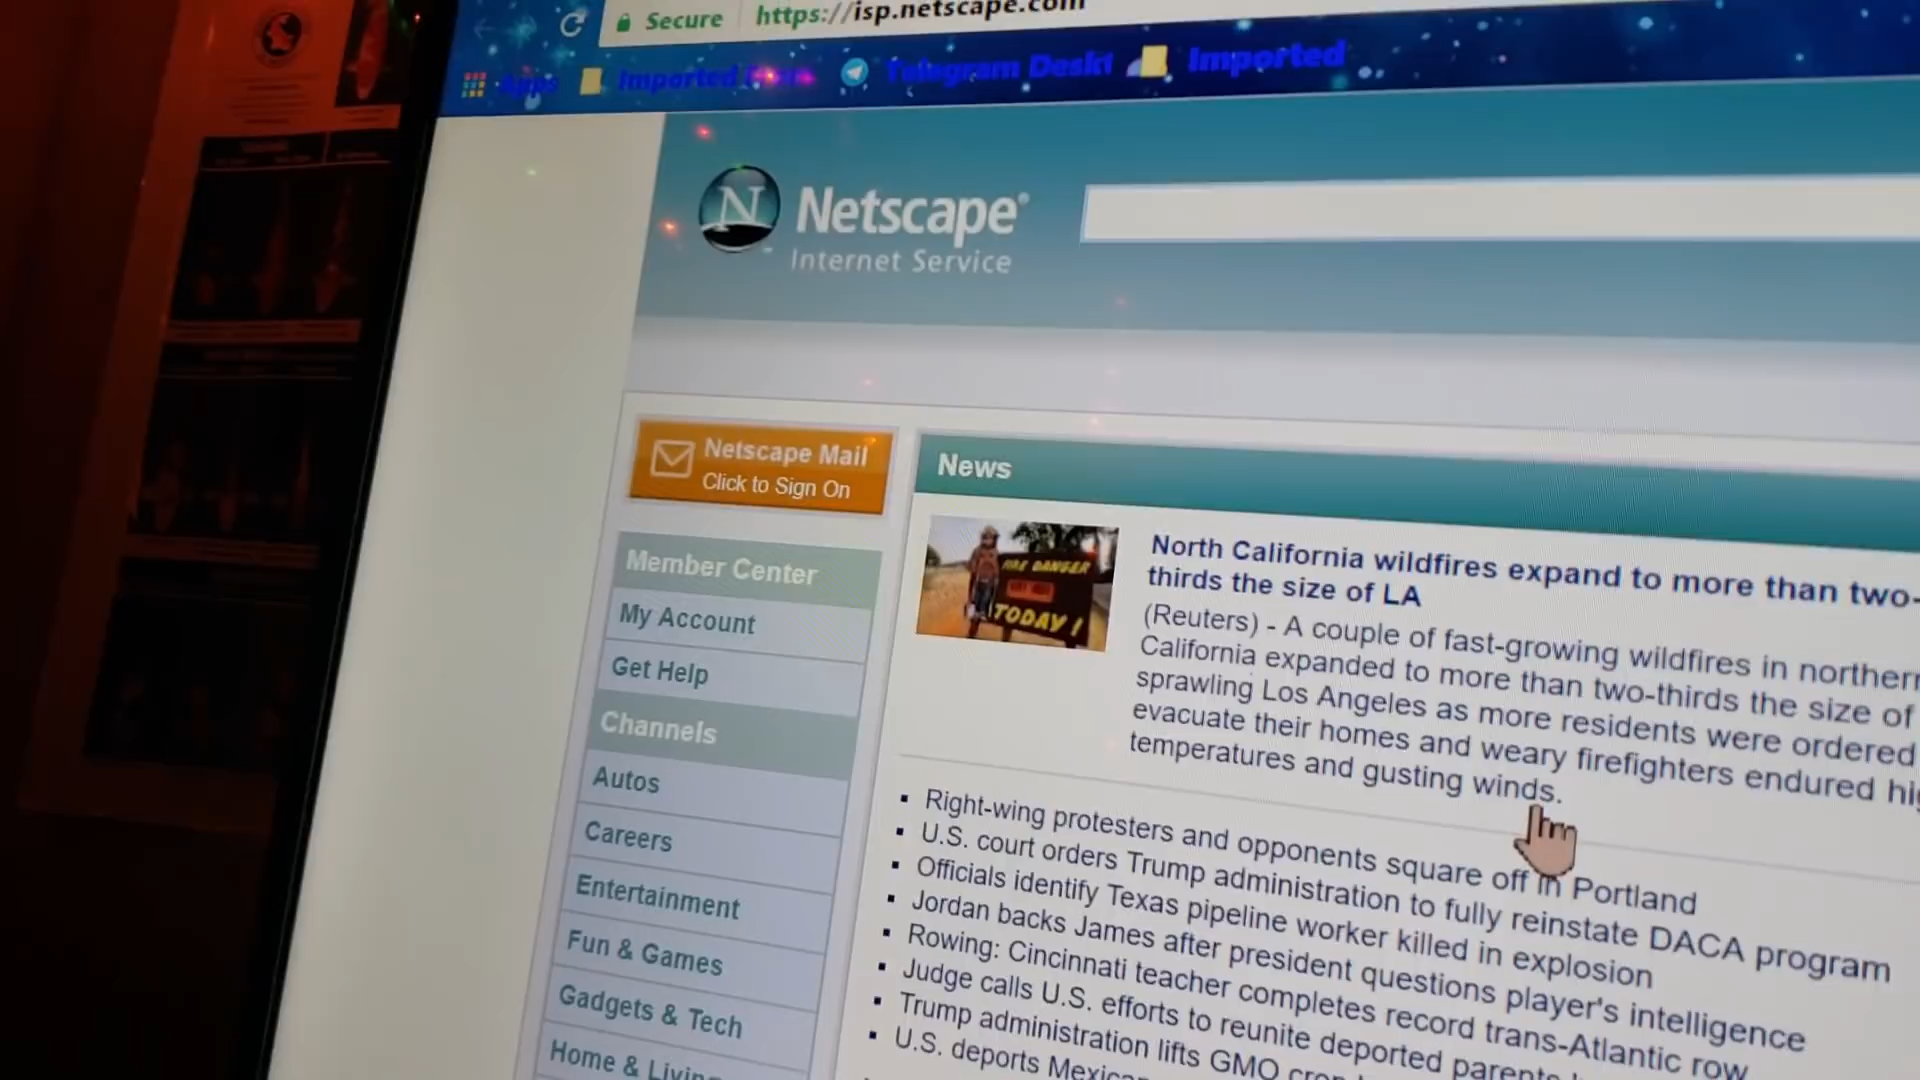 Secure https://isp.netscape.com
Apps Imported From Telegram Deskt Imported
N Netscape®
Internet Service
Netscape Mail
Click to Sign On
Member Center
My Account
Get Help
Channels
Autos
Careers
Entertainment
Fun & Games
Gadgets & Tech
Home & Living
News
FIRE DANGER
TODAY!
North California wildfires expand to more than two-
thirds the size of LA
(Reuters) - A couple of fast-growing wildfires in northern
California expanded to more than two-thirds the size of
sprawling Los Angeles as more residents were ordered
evacuate their homes and weary firefighters endured hig
temperatures and gusting winds.
▪ Right-wing protesters and opponents square off in Portland
▪ U.S. court orders Trump administration to fully reinstate DACA program
▪ Officials identify Texas pipeline worker killed in explosion
▪ Jordan backs James after president questions player's intelligence
▪ Rowing: Cincinnati teacher completes record trans-Atlantic row
▪ Judge calls U.S. efforts to reunite deported parents
▪ Trump administration lifts GMO crop
▪ U.S. deports Mexican